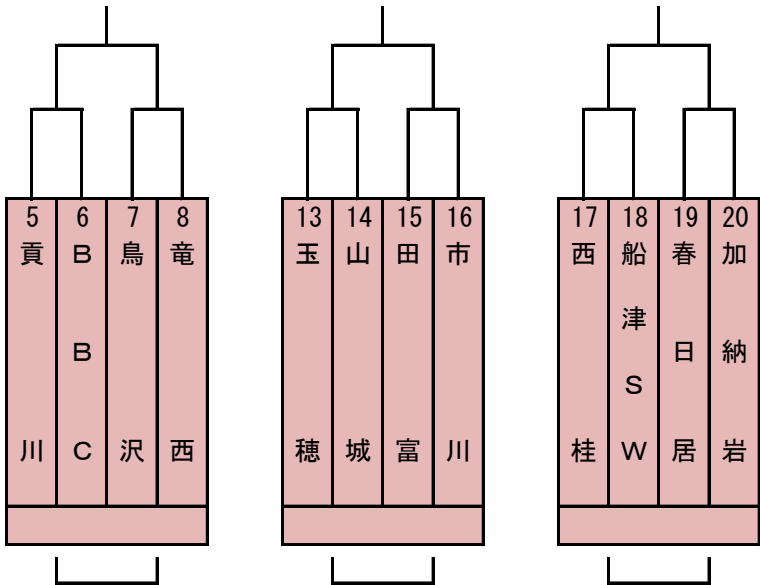 5 貢川
6 BBC
7 鳥沢
8 竜西
13 玉穂
14 山城
15 田富
16 市川
17 西桂
18 船津SW
19 春日居
20 加納岩